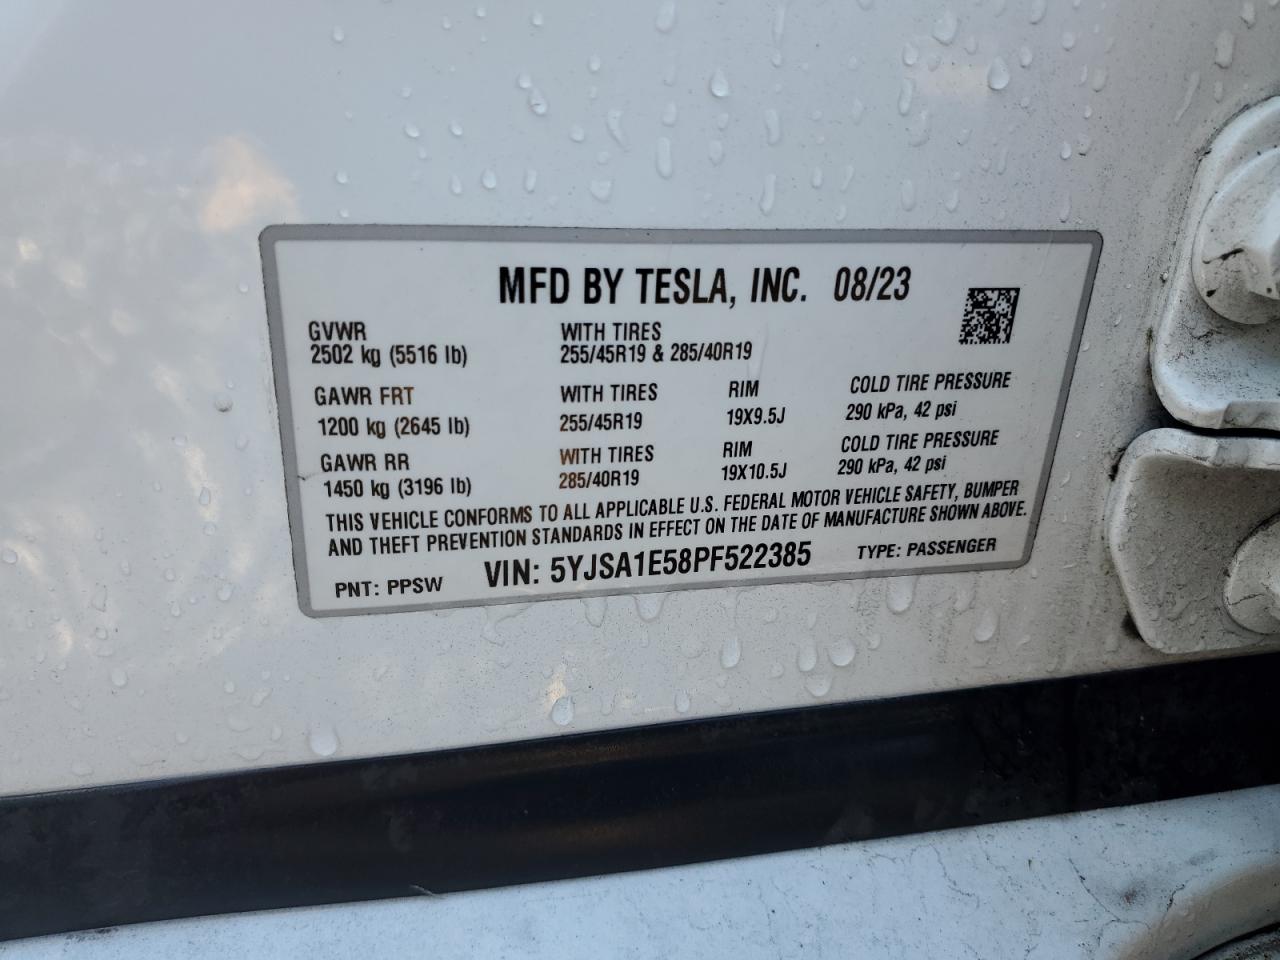 MFD BY TESLA, INC. 08/23
GVWR WITH TIRES
2502 kg (5516 lb) 255/45R19 & 285/40R19
GAWR FRT WITH TIRES RIM COLD TIRE PRESSURE
1200 kg (2645 lb) 255/45R19 19X9.5J 290 kPa, 42 psi
GAWR RR WITH TIRES RIM COLD TIRE PRESSURE
1450 kg (3196 lb) 285/40R19 19X10.5J 290 kPa, 42 psi
THIS VEHICLE CONFORMS TO ALL APPLICABLE U.S. FEDERAL MOTOR VEHICLE SAFETY, BUMPER
AND THEFT PREVENTION STANDARDS IN EFFECT ON THE DATE OF MANUFACTURE SHOWN ABOVE.
PNT: PPSW VIN: 5YJSA1E58PF522385 TYPE: PASSENGER